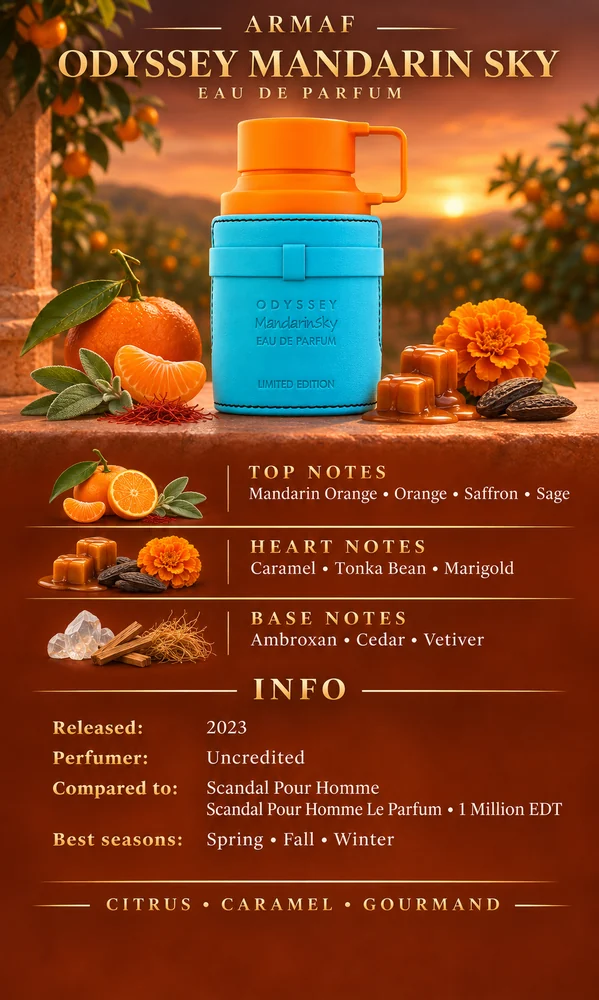 ARMAF
ODYSSEY MANDARIN SKY
EAU DE PARFUM
ODYSSEY
MandarinSky
EAU DE PARFUM
LIMITED EDITION
TOP NOTES
Mandarin Orange • Orange • Saffron • Sage
HEART NOTES
Caramel • Tonka Bean • Marigold
BASE NOTES
Ambroxan • Cedar • Vetiver
INFO
Released: 2023
Perfumer: Uncredited
Compared to: Scandal Pour Homme
Scandal Pour Homme Le Parfum • 1 Million EDT
Best seasons: Spring • Fall • Winter
CITRUS • CARAMEL • GOURMAND